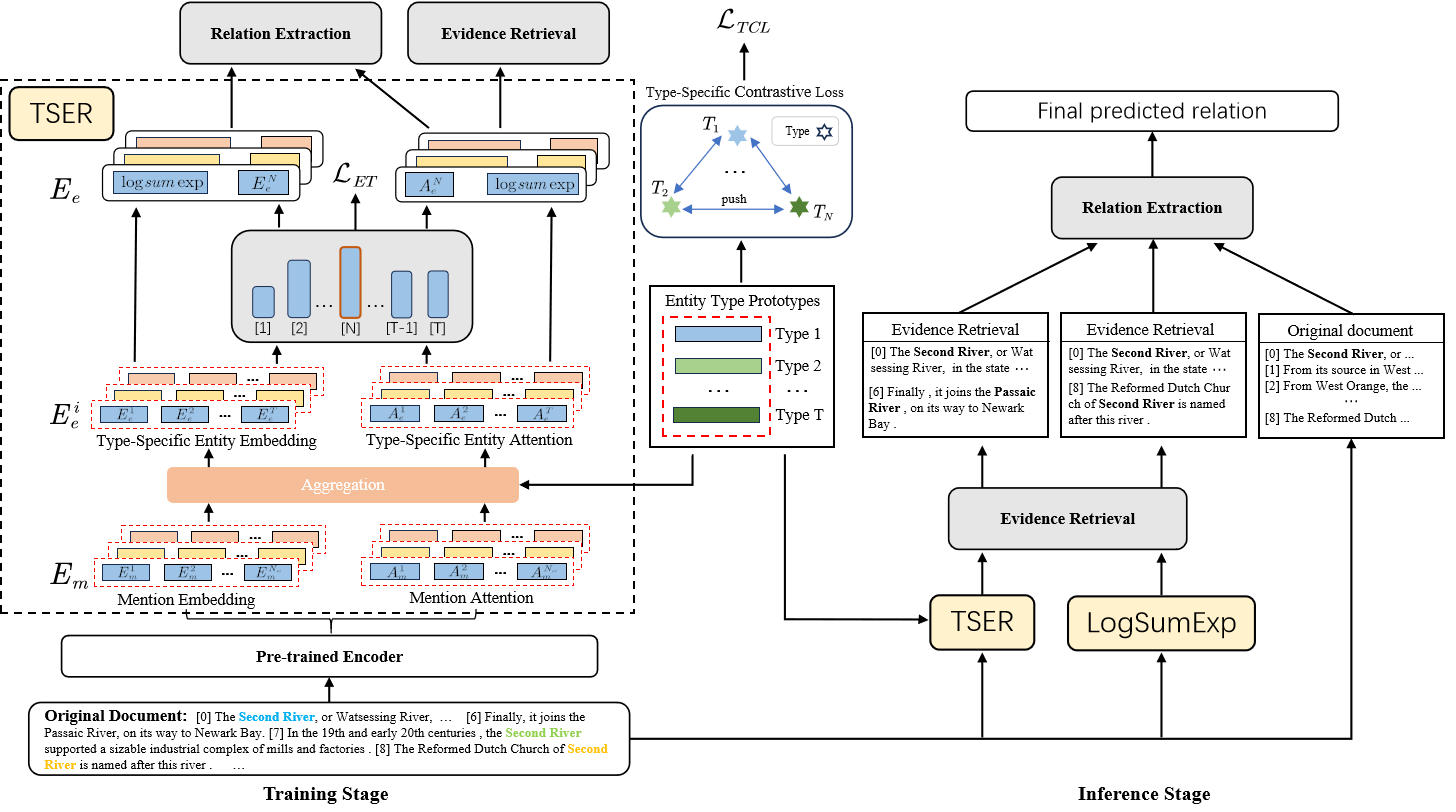 Relation Extraction
Evidence Retrieval
TSER
E_e
log sum exp
E_e^N
A_e^N
log sum exp
ℒ_ET
[1]
[2]
...
[N]
...
[T-1]
[T]
E_e^i
E_e^1
E_e^2
...
E_e^T
Type-Specific Entity Embedding
A_e^1
A_e^2
...
A_e^T
Type-Specific Entity Attention
Aggregation
E_m
E_m^1
E_m^2
...
Mention Embedding
A_m^1
A_m^2
...
Mention Attention
Pre-trained Encoder
Original Document: [0] The Second River, or Watsessing River, ... [6] Finally, it joins the
Passaic River, on its way to Newark Bay. [7] In the 19th and early 20th centuries , the Second River
supported a sizable industrial complex of mills and factories . [8] The Reformed Dutch Church of Second
River is named after this river . ...
Training Stage
ℒ_TCL
Type-Specific Contrastive Loss
T_1
Type
...
T_2
push
T_N
Entity Type Prototypes
Type 1
Type 2
... ...
Type T
Final predicted relation
Relation Extraction
Evidence Retrieval
[0] The Second River, or Wat
sessing River, in the state ...
[6] Finally , it joins the Passaic
River , on its way to Newark
Bay .
Evidence Retrieval
[0] The Second River, or Wat
sessing River, in the state ...
[8] The Reformed Dutch Chur
ch of Second River is named
after this river .
Original document
[0] The Second River, or ...
[1] From its source in West ...
[2] From West Orange, the ...
...
[8] The Reformed Dutch ...
Evidence Retrieval
TSER
LogSumExp
Inference Stage